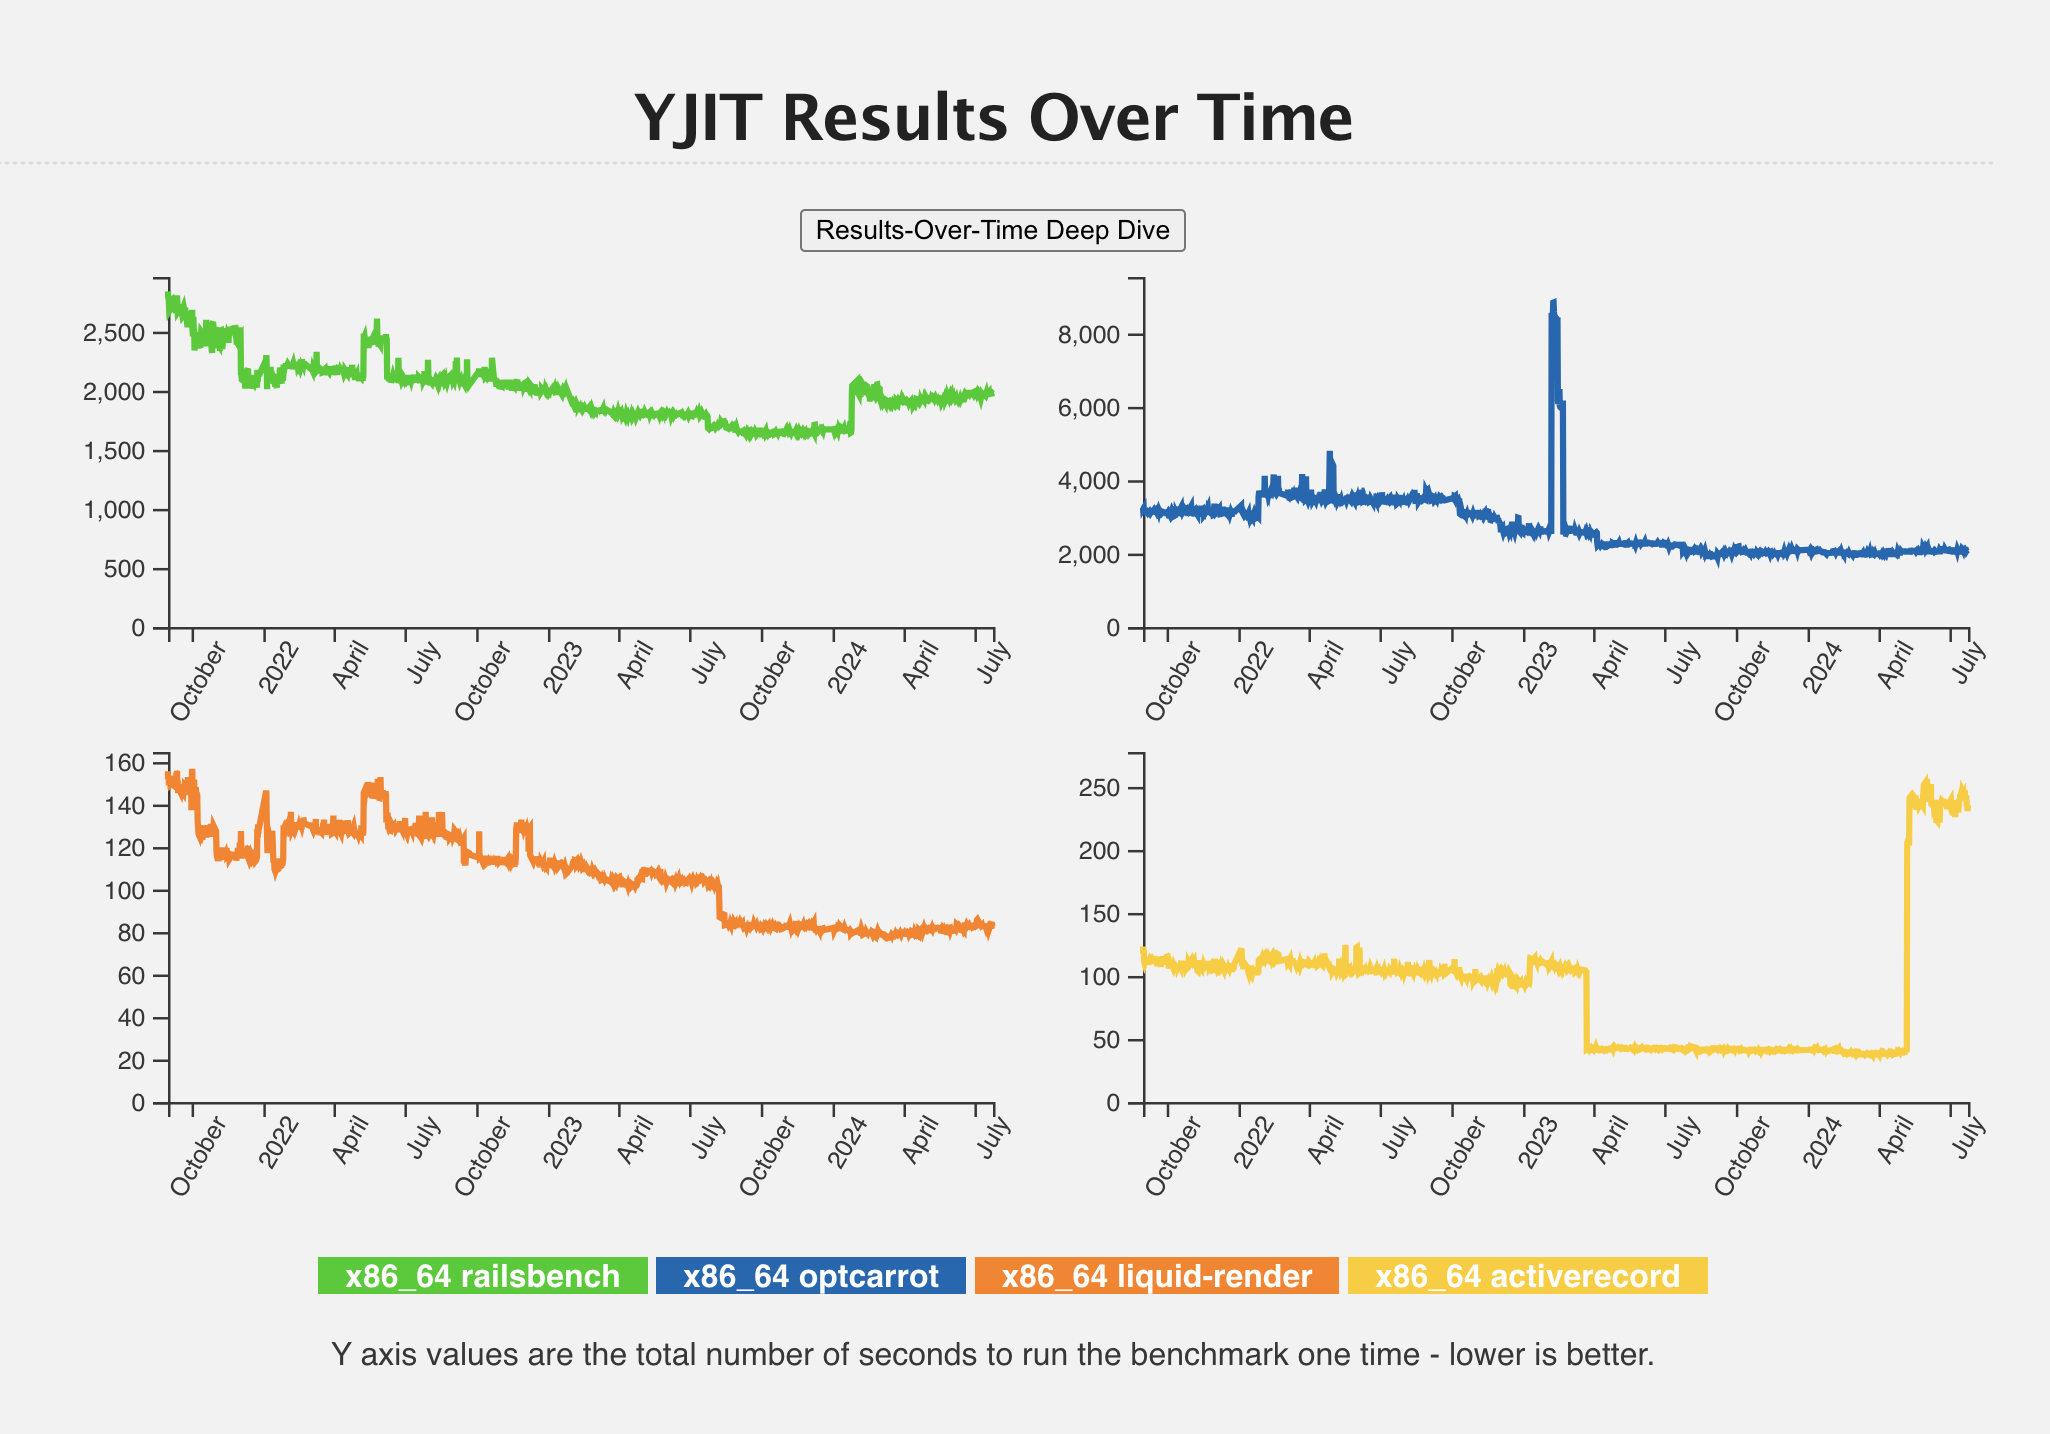 YJIT Results Over Time
Results-Over-Time Deep Dive
2,500
2,000
1,500
1,000
500
0
October
2022
April
July
October
2023
April
July
October
2024
April
July
8,000
6,000
4,000
2,000
0
October
2022
April
July
October
2023
April
July
October
2024
April
July
160
140
120
100
80
60
40
20
0
October
2022
April
July
October
2023
April
July
October
2024
April
July
250
200
150
100
50
0
October
2022
April
July
October
2023
April
July
October
2024
April
July
x86_64 railsbench x86_64 optcarrot x86_64 liquid-render x86_64 activerecord
Y axis values are the total number of seconds to run the benchmark one time - lower is better.